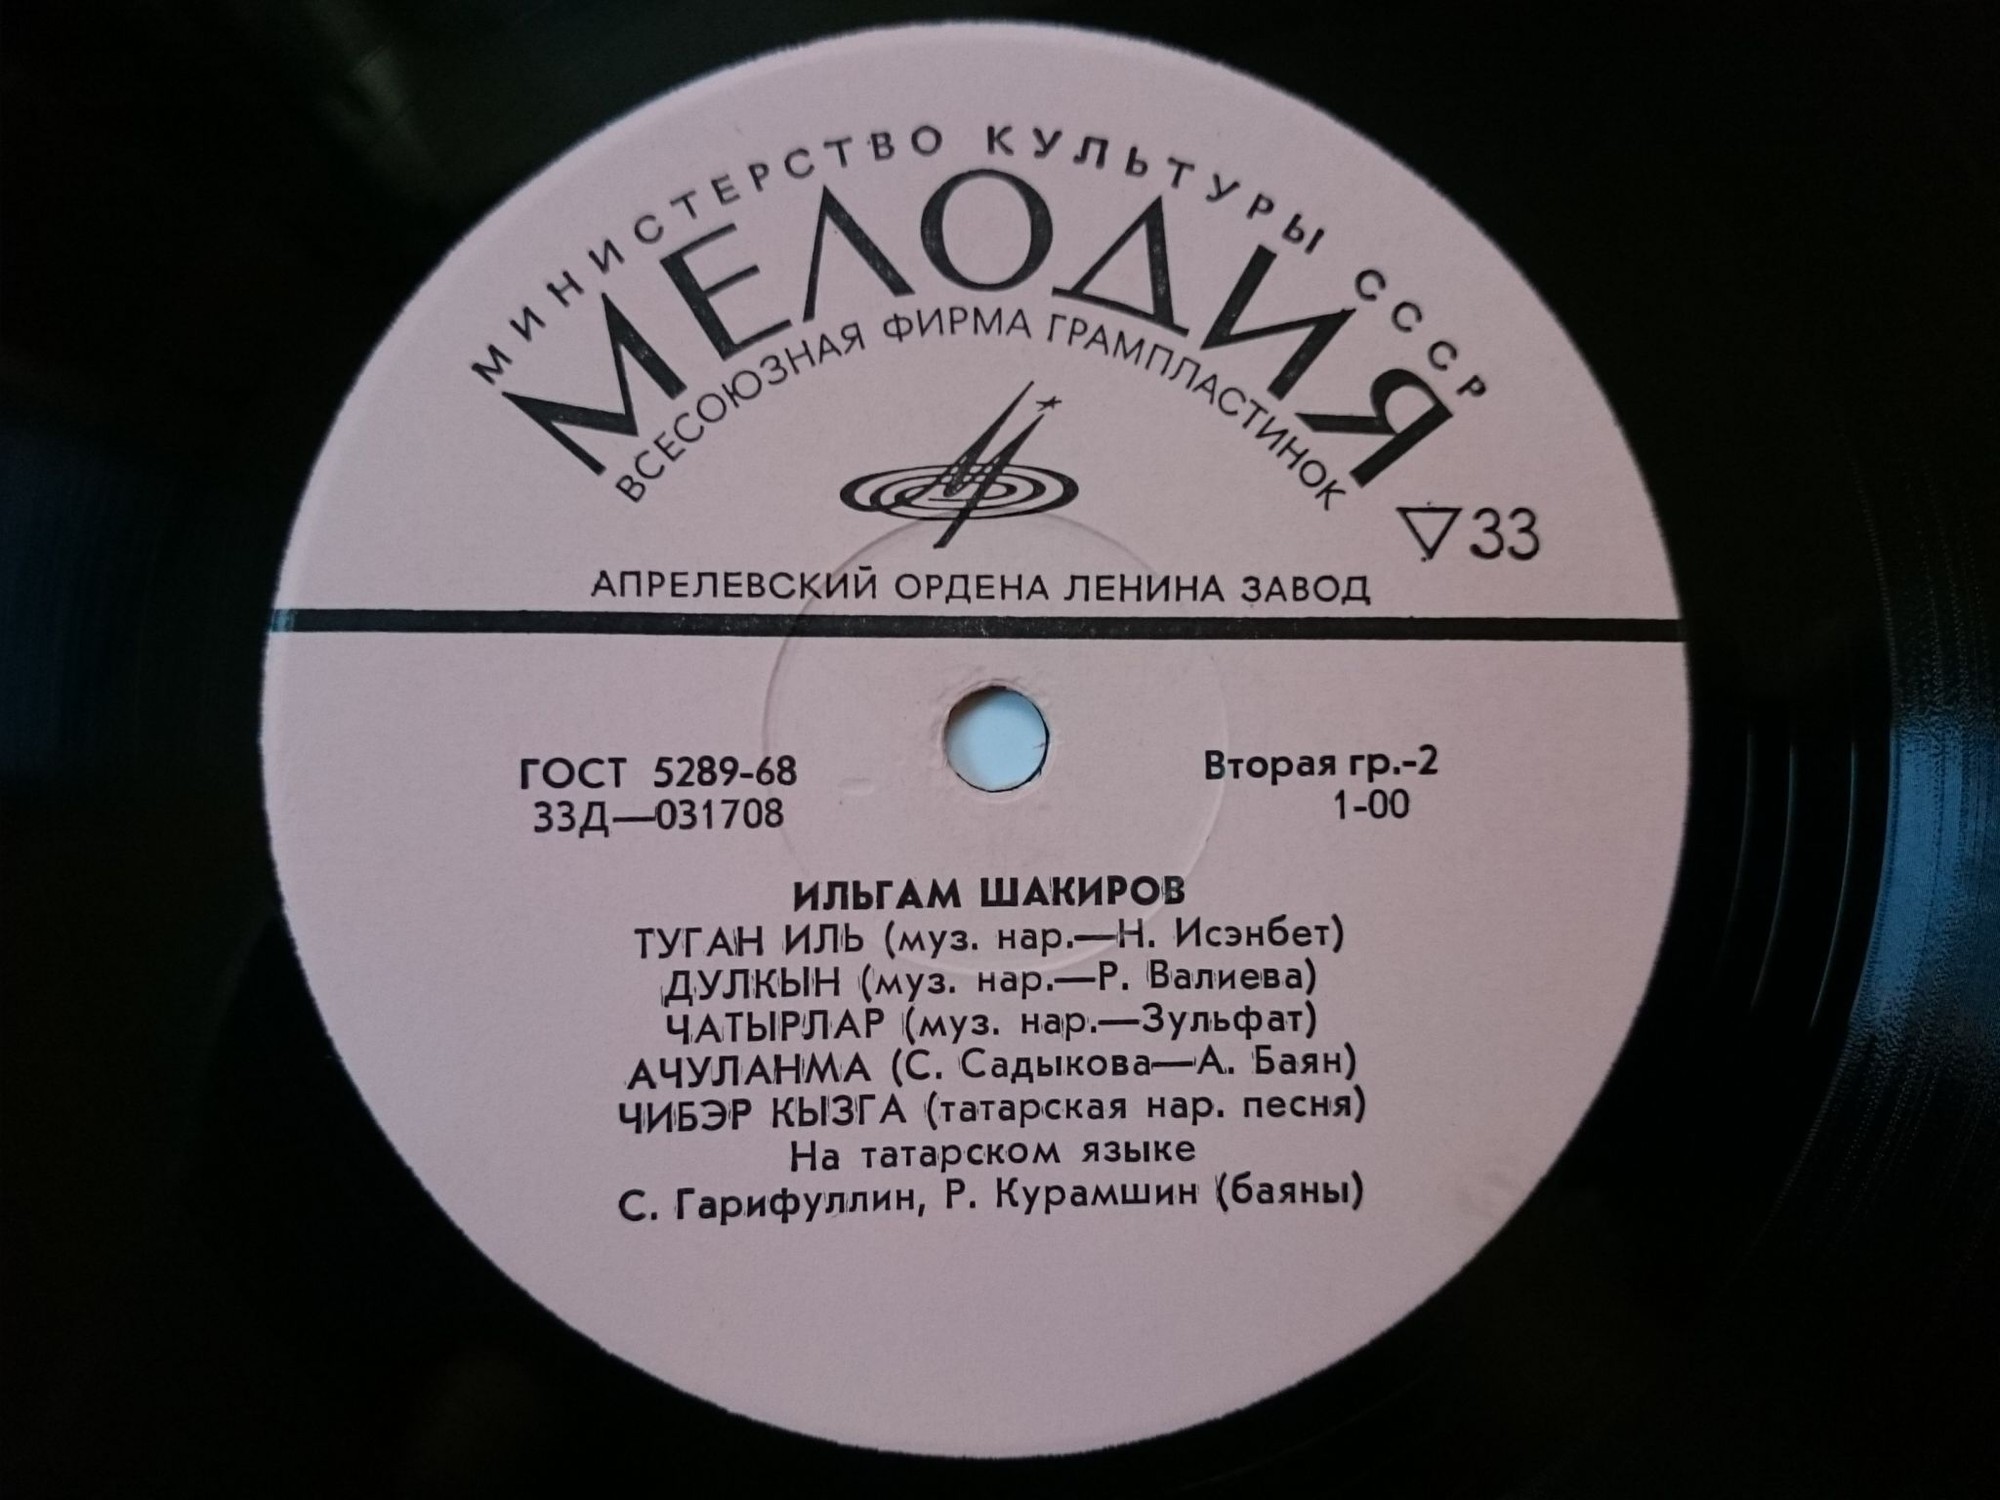 МИНИСТЕРСТВО КУЛЬТУРЫ СССР
МЕЛОДИЯ
ВСЕСОЮЗНАЯ ФИРМА ГРАМПЛАСТИНОК
▽33
АПРЕЛЕВСКИЙ ОРДЕНА ЛЕНИНА ЗАВОД
ГОСТ 5289-68
33Д—031708
Вторая гр.-2
1-00
ИЛЬГАМ ШАКИРОВ
ТУГАН ИЛЬ (муз. нар.—Н. Исэнбет)
ДУЛКЫН (муз. нар.—Р. Валиева)
ЧАТЫРЛАР (муз. нар.—Зульфат)
АЧУЛАНМА (С. Садыкова—А. Баян)
ЧИБЭР КЫЗГА (татарская нар. песня)
На татарском языке
С. Гарифуллин, Р. Курамшин (баяны)